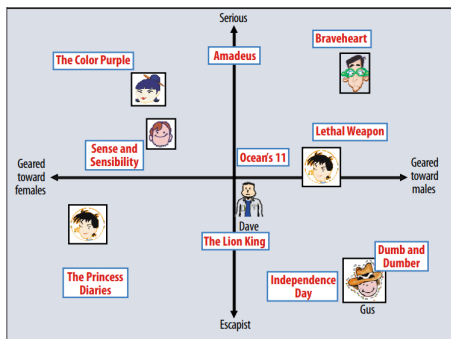 Serious
Braveheart
Amadeus
The Color Purple
Lethal Weapon
Sense and
Sensibility
Ocean's 11
Geared
toward
females
Geared
toward
males
Dave
The Lion King
Dumb and
Dumber
The Princess
Diaries
Independence
Day
Gus
Escapist